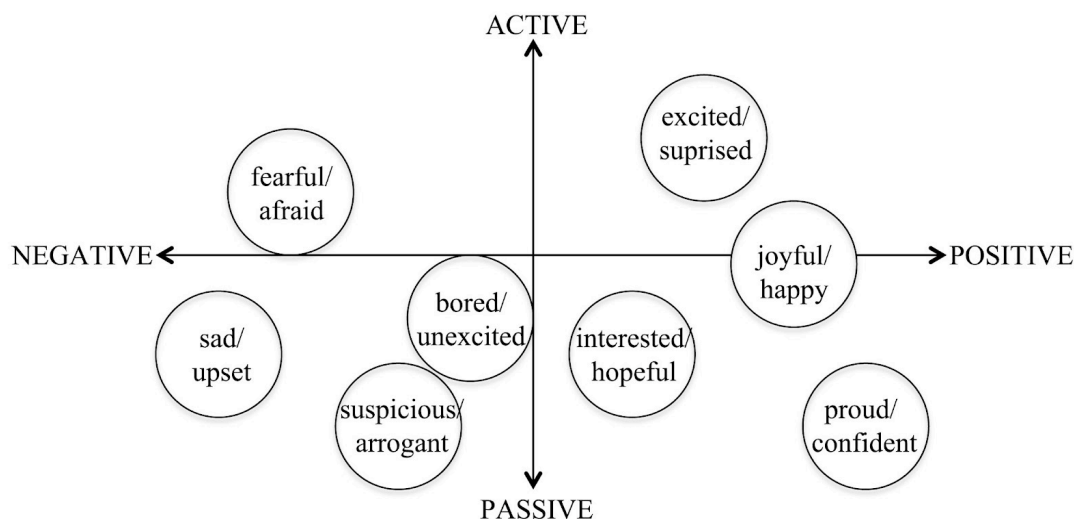 ACTIVE
excited/
suprised
fearful/
afraid
NEGATIVE
POSITIVE
joyful/
happy
bored/
unexcited
sad/
upset
interested/
hopeful
suspicious/
arrogant
proud/
confident
PASSIVE